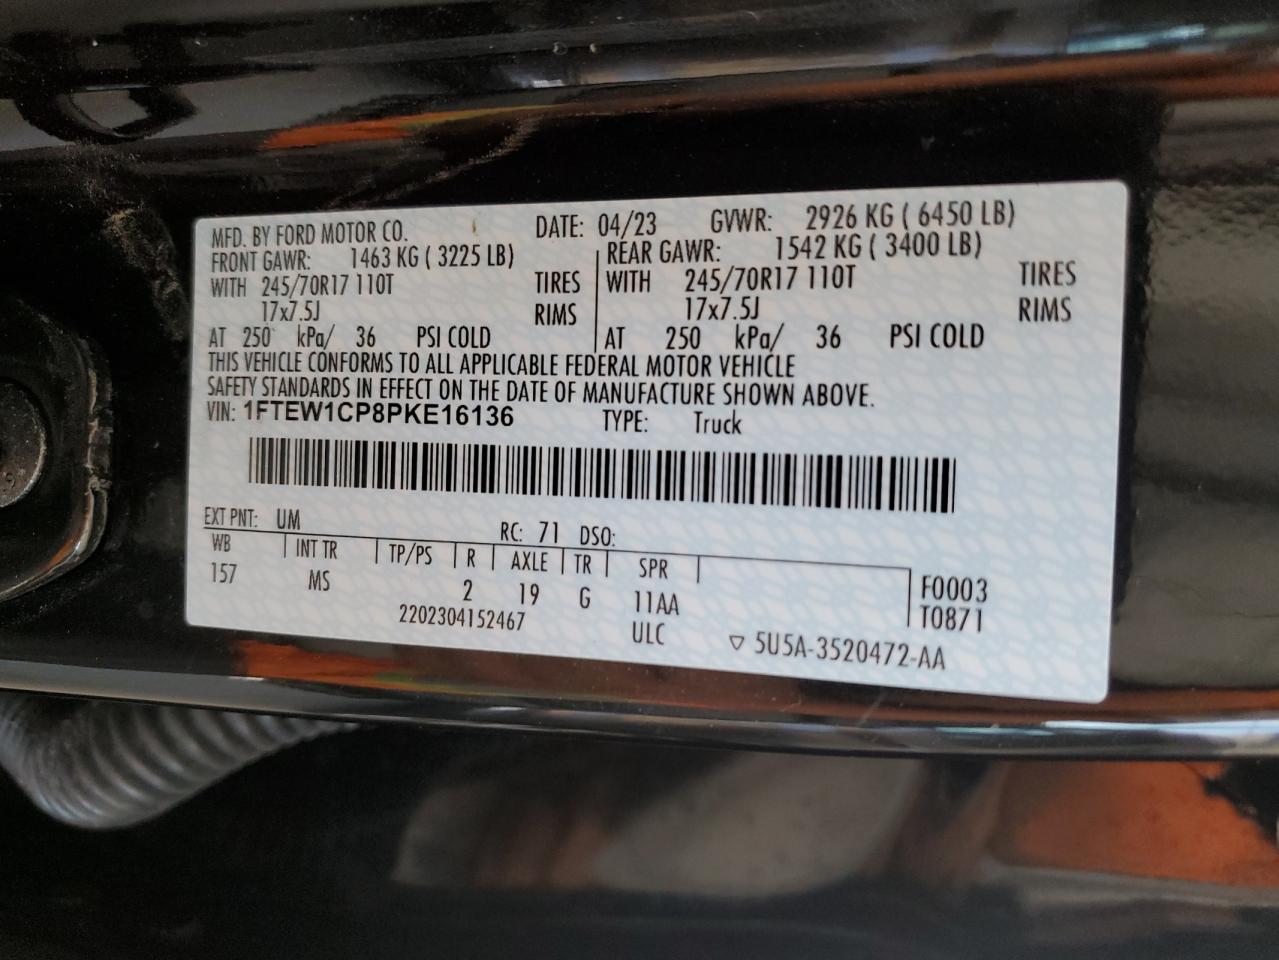 MFD. BY FORD MOTOR CO. DATE: 04/23 GVWR: 2926 KG ( 6450 LB)
FRONT GAWR: 1463 KG ( 3225 LB) REAR GAWR: 1542 KG ( 3400 LB)
WITH 245/70R17 110T TIRES WITH 245/70R17 110T TIRES
17x7.5J RIMS 17x7.5J RIMS
AT 250 kPa/ 36 PSI COLD AT 250 kPa/ 36 PSI COLD
THIS VEHICLE CONFORMS TO ALL APPLICABLE FEDERAL MOTOR VEHICLE
SAFETY STANDARDS IN EFFECT ON THE DATE OF MANUFACTURE SHOWN ABOVE.
VIN: 1FTEW1CP8PKE16136 TYPE: Truck
EXT PNT: UM RC: 71 DSO:
WB INT TR TP/PS R AXLE TR SPR F0003
157 MS 2 19 G 11AA T0871
2202304152467 ULC ▽ 5U5A-3520472-AA